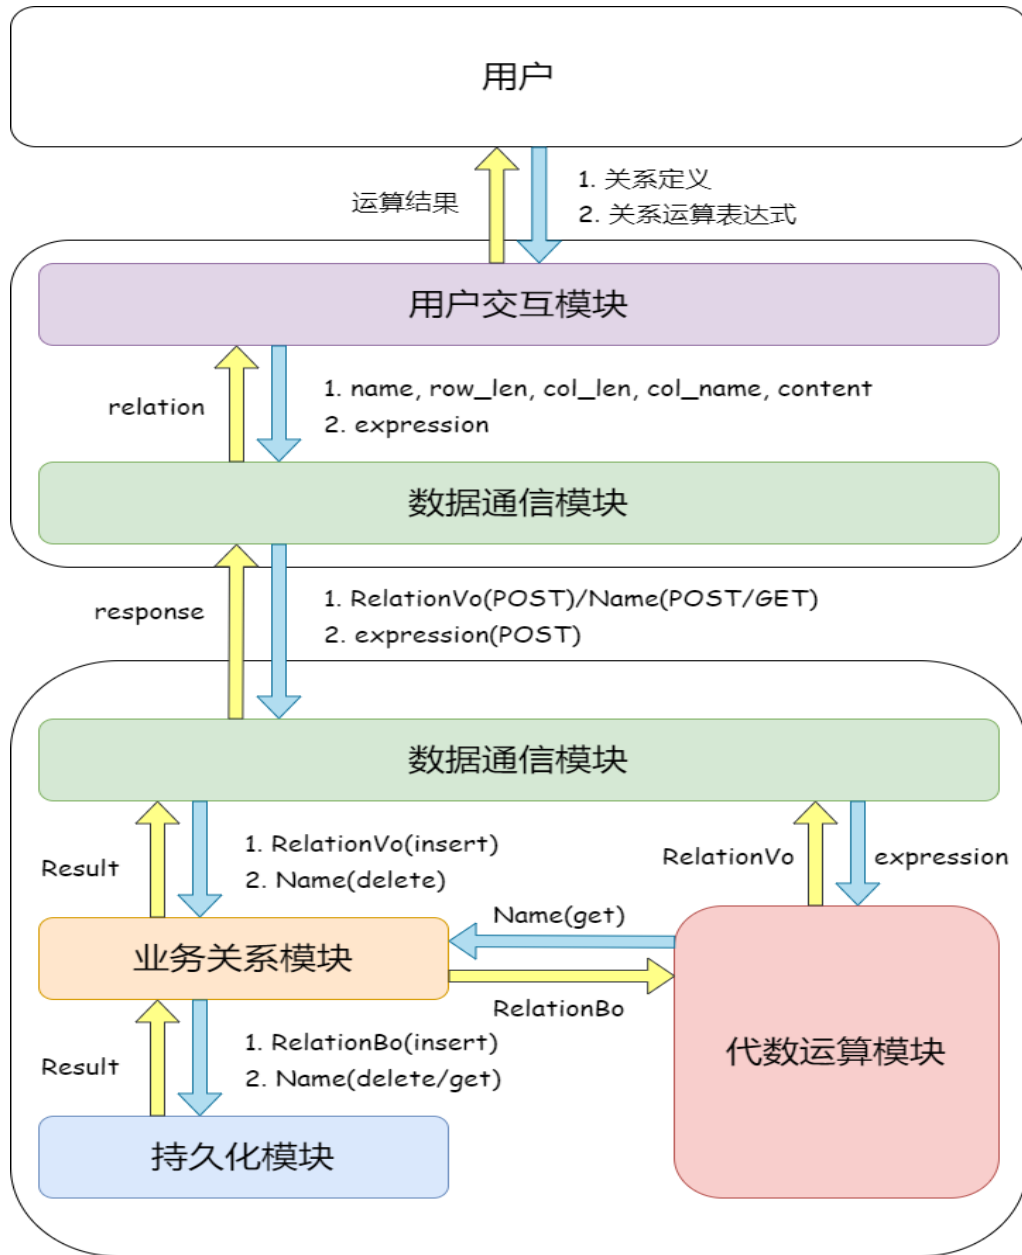 用户
运算结果
1. 关系定义
2. 关系运算表达式
用户交互模块
relation
1. name, row_len, col_len, col_name, content
2. expression
数据通信模块
response
1. RelationVo(POST)/Name(POST/GET)
2. expression(POST)
数据通信模块
Result
1. RelationVo(insert)
2. Name(delete)
RelationVo
expression
Name(get)
业务关系模块
RelationBo
代数运算模块
Result
1. RelationBo(insert)
2. Name(delete/get)
持久化模块